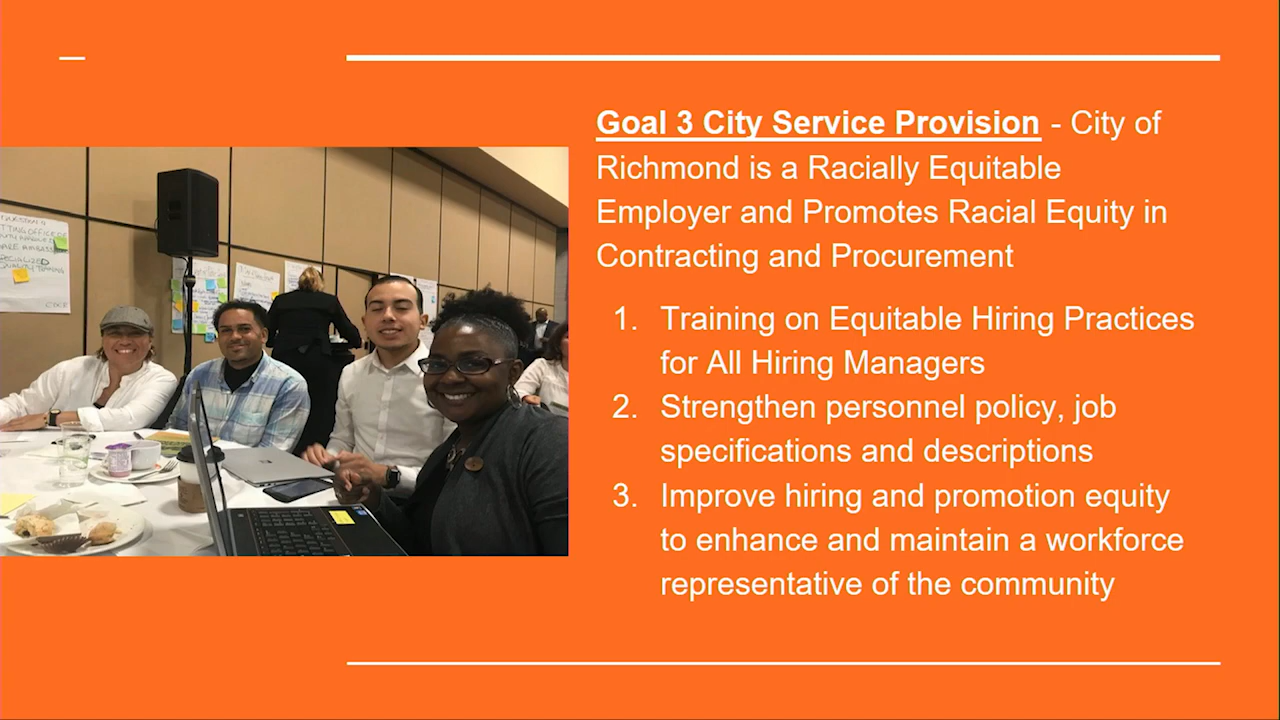 Goal 3 City Service Provision - City of
Richmond is a Racially Equitable
Employer and Promotes Racial Equity in
Contracting and Procurement
1. Training on Equitable Hiring Practices
for All Hiring Managers
2. Strengthen personnel policy, job
specifications and descriptions
3. Improve hiring and promotion equity
to enhance and maintain a workforce
representative of the community